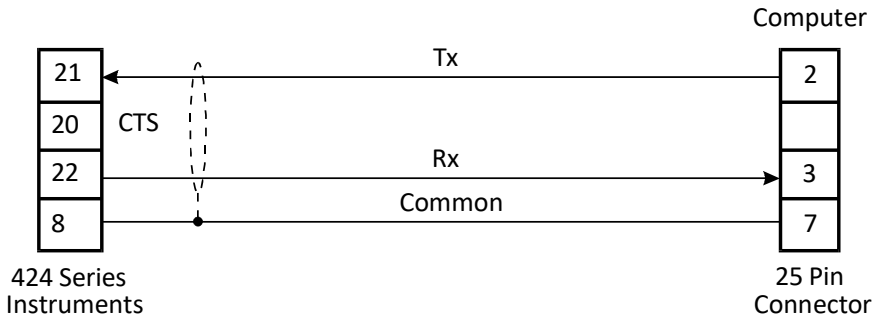 Computer
Tx
21
2
20
CTS
Rx
22
3
Common
8
7
424 Series
Instruments
25 Pin
Connector